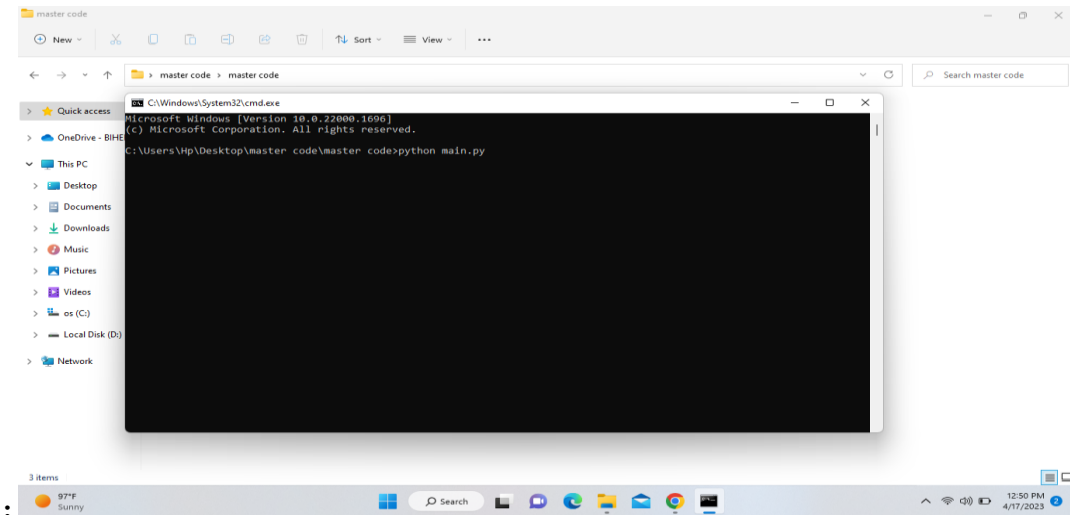 master code
New
Sort
View
master code > master code
Search master code
Quick access
C:\Windows\System32\cmd.exe
Microsoft Windows [Version 10.0.22000.1696]
(c) Microsoft Corporation. All rights reserved.
OneDrive - BIHE
C:\Users\Hp\Desktop\master code\master code>python main.py
This PC
Desktop
Documents
Downloads
Music
Pictures
Videos
os (C:)
Local Disk (D:)
Network
3 items
97°F
Sunny
Search
12:50 PM
4/17/2023
2